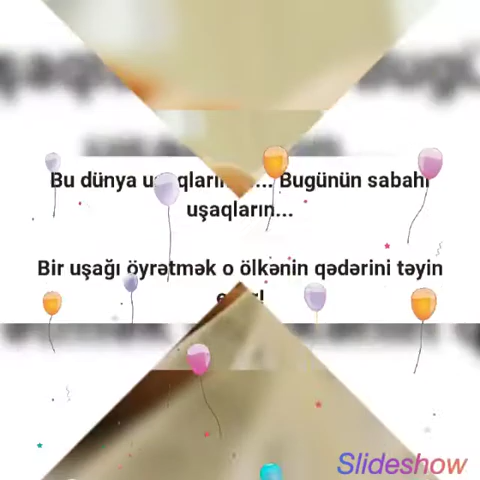 Bu dünya ... Bugünün sabahı
uşaqların...
Bir uşağı öyrətmək o ölkənin qədərini təyin
Slideshow